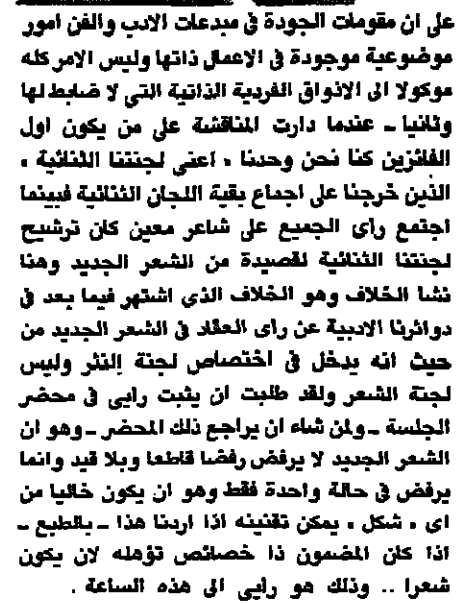 على ان مقومات الجودة في مبدعات الادب والفن امور
موضوعية موجودة في الاعمال ذاتها وليس الامر كله
موكولا الى الاذواق الفردية الذاتية التي لا ضابط لها
وثانيا ـ عندما دارت المناقشة على من يكون اول
الفائزين كنا نحن وحدنا ، اعنى لجنتنا الثنائية ،
الذين خرجنا على اجماع بقية اللجان الثنائية فبينما
اجتمع رأى الجميع على شاعر معين كان ترشيح
لجنتنا الثنائية لقصيدة من الشعر الجديد وهنا
نشا الخلاف وهو الخلاف الذي اشتهر فيما بعد في
دوائرنا الادبية عن راى العقاد في الشعر الجديد من
حيث انه يدخل في اختصاص لجنة النثر وليس
لجنة الشعر ولقد طلبت ان يثبت رايى في محضر
الجلسة ـ ولمن شاء ان يراجع ذلك المحضر ـ وهو ان
الشعر الجديد لا يرفض رفضا قاطعا وبلا قيد وانما
يرفض في حالة واحدة فقط وهو ان يكون خاليا من
اى ، شكل ، يمكن تقنينه اذا اردنا هذا ـ بالطبع ـ
اذا كان المضمون ذا خصائص تؤهله لان يكون
شعرا .. وذلك هو رايى الى هذه الساعة .